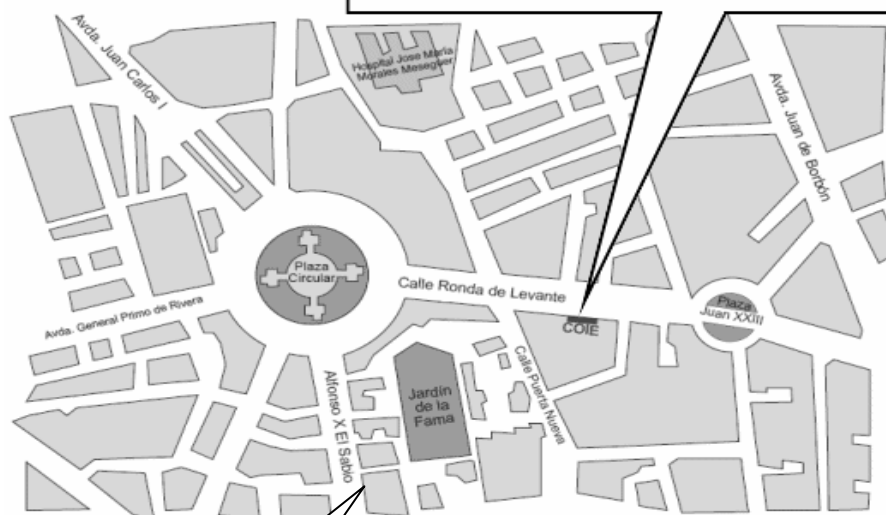 Avda. Juan Carlos I
Hospital Jose María
Morales Meseguer
Avda. Juan de Borbón
Plaza
Circular
Calle Ronda de Levante
Plaza
Juan XXIII
Avda. General Primo de Rivera
COIE
Calle Puerta Nueva
Alfonso X El Sabio
Jardín
de la
Fama